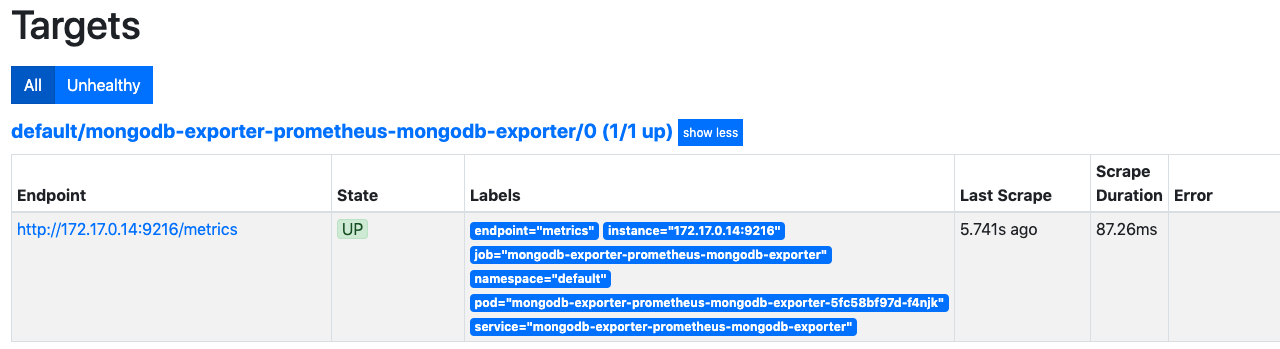 Targets
All Unhealthy
default/mongodb-exporter-prometheus-mongodb-exporter/0 (1/1 up) show less
Endpoint State Labels Last Scrape Scrape Duration Error
http://172.17.0.14:9216/metrics UP endpoint="metrics" instance="172.17.0.14:9216" 5.741s ago 87.26ms
job="mongodb-exporter-prometheus-mongodb-exporter"
namespace="default"
pod="mongodb-exporter-prometheus-mongodb-exporter-5fc58bf97d-f4njk"
service="mongodb-exporter-prometheus-mongodb-exporter"